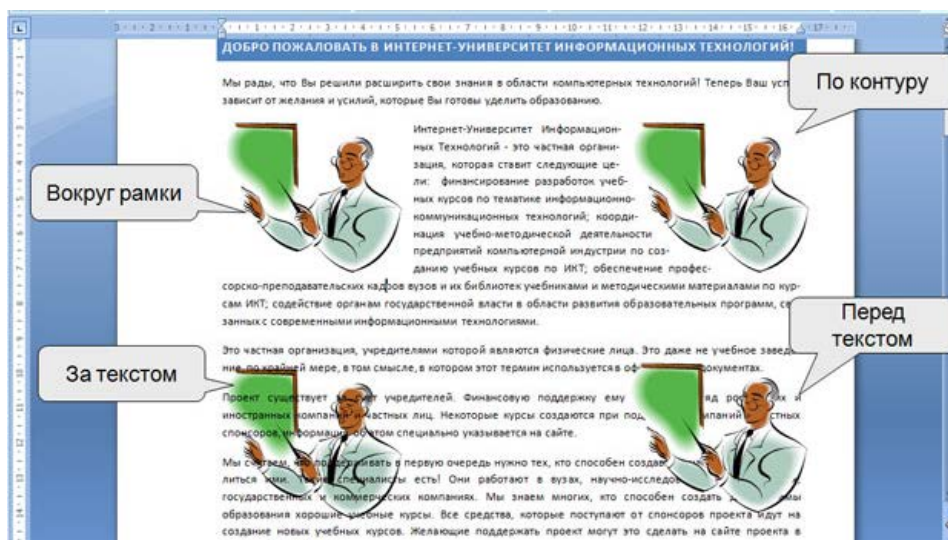 ДОБРО ПОЖАЛОВАТЬ В ИНТЕРНЕТ-УНИВЕРСИТЕТ ИНФОРМАЦИОННЫХ ТЕХНОЛОГИЙ!
Мы рады, что Вы решили расширить свои знания в области компьютерных технологий! Теперь Ваш
зависит от желания и усилий, которые Вы готовы уделить образованию.
По контуру
Вокруг рамки
Интернет-Университет Информацион-
ных Технологий - это частная органи-
зация, которая ставит следующие це-
ли: финансирование разработок учеб-
ных курсов по тематике информационно-
коммуникационных технологий; коорди-
нация учебно-методической деятельности
предприятий компьютерной индустрии по соз-
данию учебных курсов по ИКТ; обеспечение профес-
сорско-преподавательских кадров вузов и их библиотек учебниками и методическими материалами по кур-
сам ИКТ; содействие органам государственной власти в области развития образовательных программ,
занных с современными информационными технологиями.
Перед
текстом
За текстом
Это частная организация, учредителями которой являются физические лица. Это даже не учебное
ние, по крайней мере, в том смысле, в котором этот термин используется в документах.
Проект существует за счет учредителей. Финансовую поддержку ему и
иностранных компаний и частных лиц. Некоторые курсы создаются при
спонсоров, информация об этом специально указывается на сайте.
Мы считаем, что поддерживать в первую очередь нужно тех, кто способен
литься ими. Такие специалисты есть! Они работают в вузах,
государственных и коммерческих компаниях. Мы знаем многих, кто способен создать
образования хорошие учебные курсы. Все средства, которые поступают от спонсоров проекта идут на
создание новых учебных курсов. Желающие поддержать проект могут это сделать на сайте проекта в